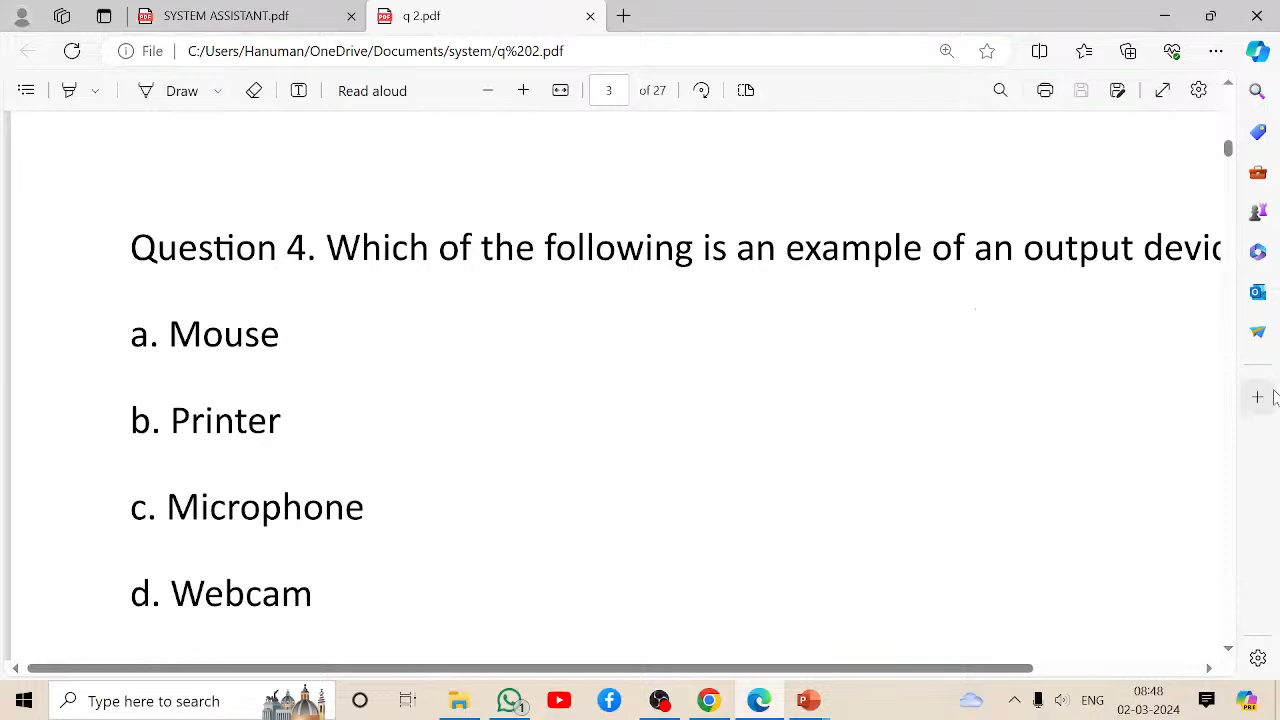 SYSTEM ASSISTANT.pdf
q 2.pdf
File
C:/Users/Hanuman/OneDrive/Documents/system/q%202.pdf
Draw
Read aloud
3
of 27
Question 4. Which of the following is an example of an output devic
a. Mouse
b. Printer
c. Microphone
d. Webcam
Type here to search
1
ENG
08:48
02-03-2024